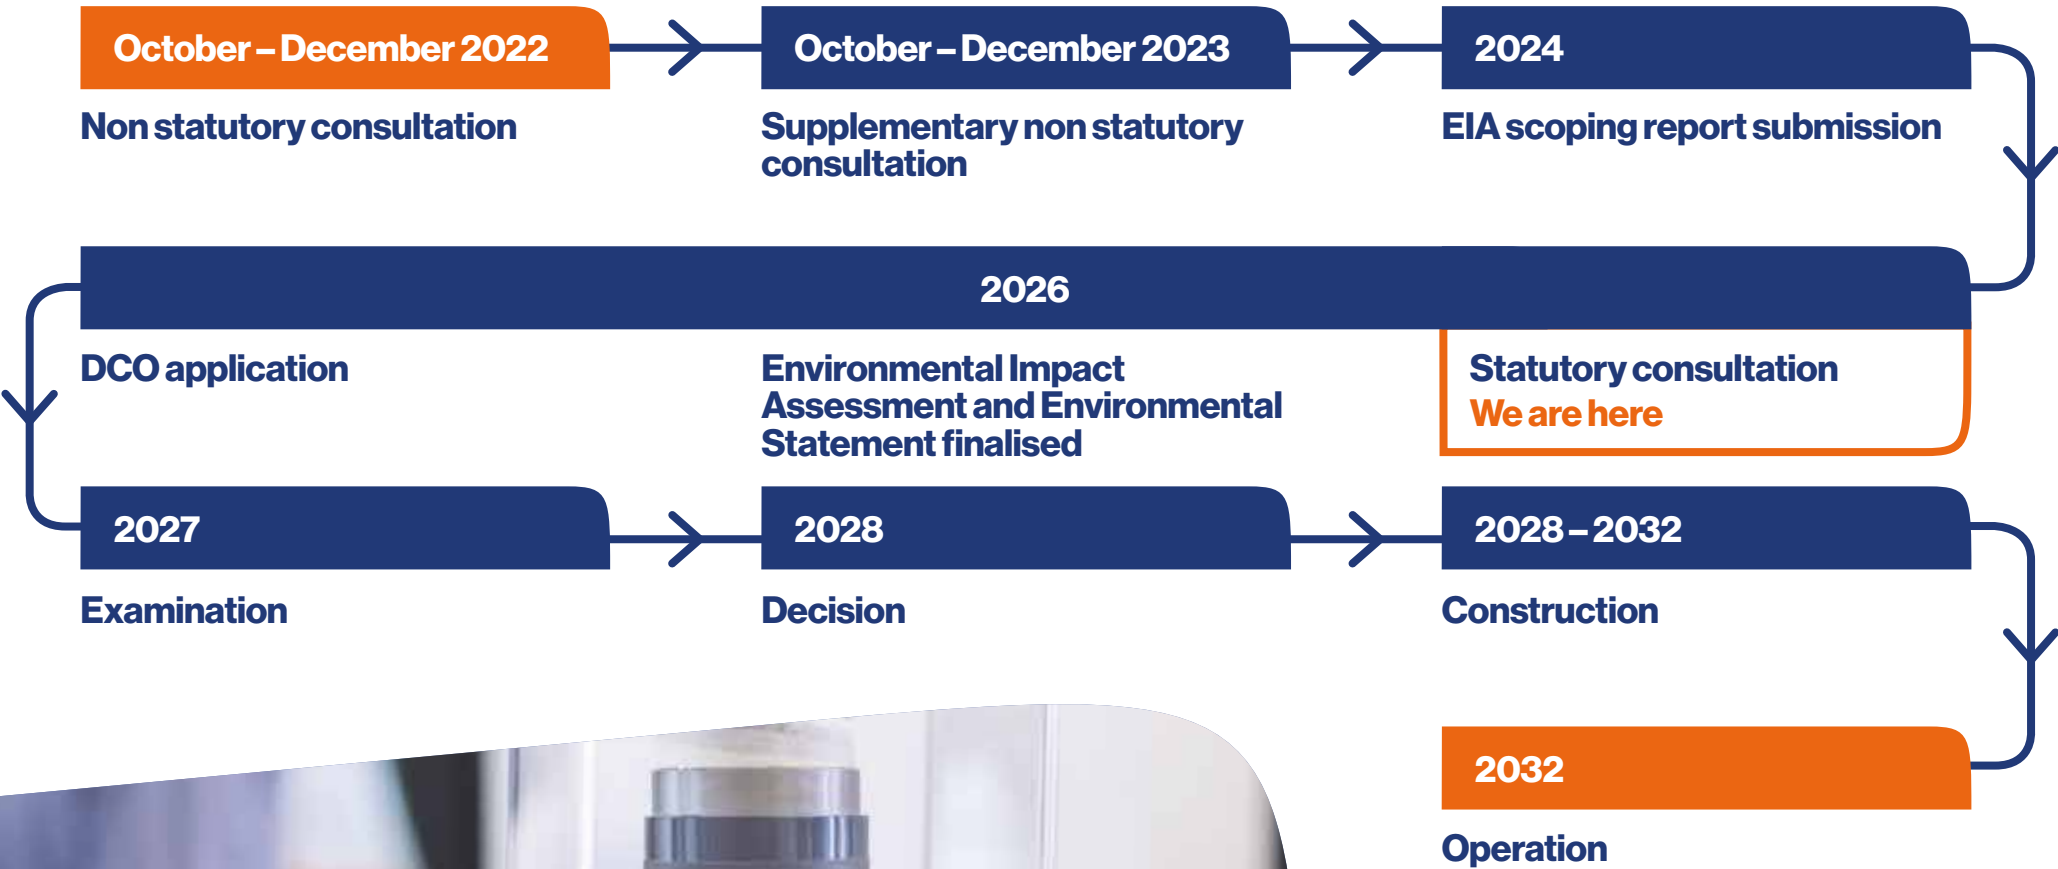 October – December 2022
October – December 2023
2024
Non statutory consultation
Supplementary non statutory
consultation
EIA scoping report submission
2026
DCO application
Environmental Impact
Assessment and Environmental
Statement finalised
Statutory consultation
We are here
2027
2028
2028 – 2032
Examination
Decision
Construction
2032
Operation